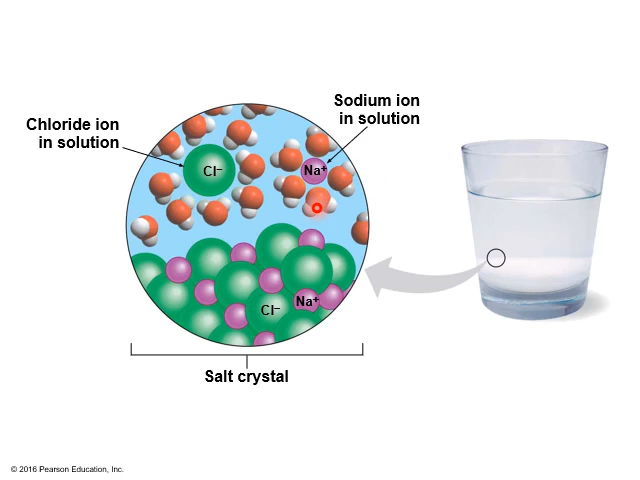 Sodium ion
in solution
Chloride ion
in solution
Cl–
Na+
Na+
Cl–
Salt crystal
© 2016 Pearson Education, Inc.